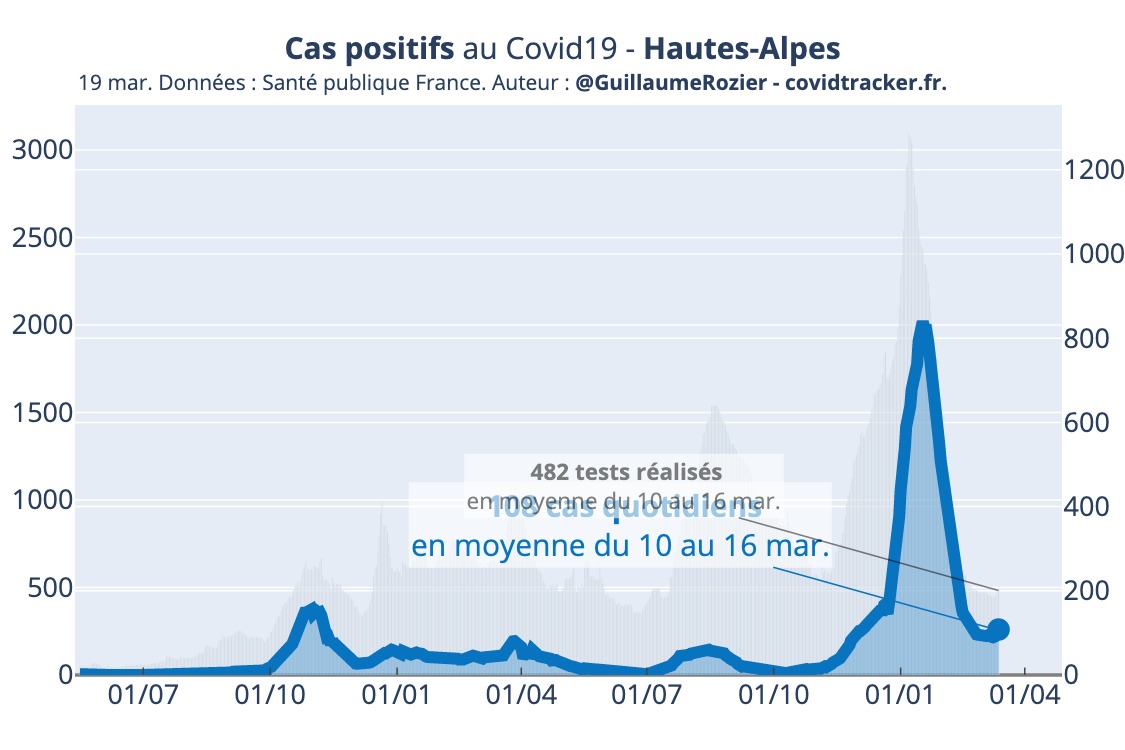 Cas positifs au Covid19 - Hautes-Alpes
19 mar. Données : Santé publique France. Auteur : @GuillaumeRozier - covidtracker.fr.
3000
2500
2000
1500
1000
500
0
1200
1000
800
600
400
200
0
482 tests réalisés
en moyenne du 10 au 16 mar.
108 cas quotidiens
en moyenne du 10 au 16 mar.
01/07 01/10 01/01 01/04 01/07 01/10 01/01 01/04